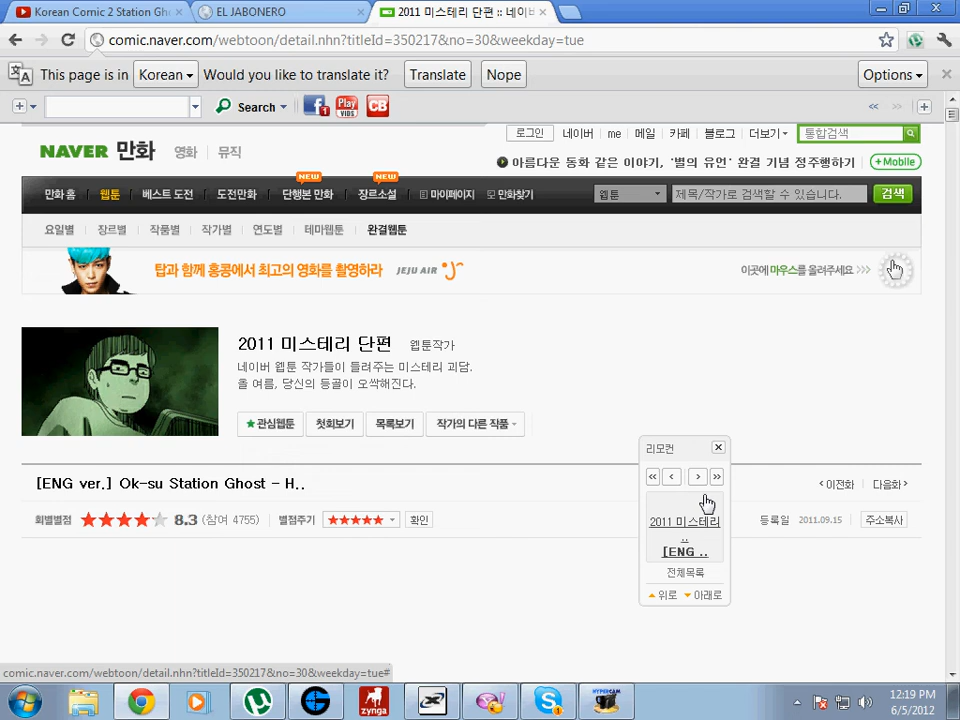 Korean Comic 2 Station Gh
EL JABONERO
2011 미스테리 단편 :: 네이버
comic.naver.com/webtoon/detail.nhn?titleId=350217&no=30&weekday=tue
This page is in Korean Would you like to translate it? Translate Nope Options
Search 1 Play VIDS CB
로그인 네이버 me 메일 카페 블로그 더보기 통합검색
NAVER 만화 영화 뮤직
아름다운 동화 같은 이야기, '별의 유언' 완결 기념 정주행하기 +Mobile
NEW NEW
만화 홈 웹툰 베스트 도전 도전만화 단행본 만화 장르소설 마이페이지 만화찾기 웹툰 제목/작가로 검색할 수 있습니다. 검색
요일별 장르별 작품별 작가별 연도별 테마웹툰 완결웹툰
탑과 함께 홍콩에서 최고의 영화를 촬영하라 JEJU AIR 이곳에 마우스를 올려주세요 >>>
2011 미스테리 단편 웹툰작가
네이버 웹툰 작가들이 들려주는 미스테리 괴담.
올 여름, 당신의 등골이 오싹해진다.
★관심웹툰 첫회보기 목록보기 작가의 다른 작품
리모컨
[ENG ver.] Ok-su Station Ghost - H..
이전화 다음화
회별별점 8.3 (참여 4755) 별점주기 ★★★★★ 확인
등록일 2011.09.15 주소복사
2011 미스테리
..
[ENG ..
전체목록
위로 아래로
comic.naver.com/webtoon/detail.nhn?titleId=350217&no=30&weekday=tue#
zynga
HYPERCAM
12:19 PM
6/5/2012